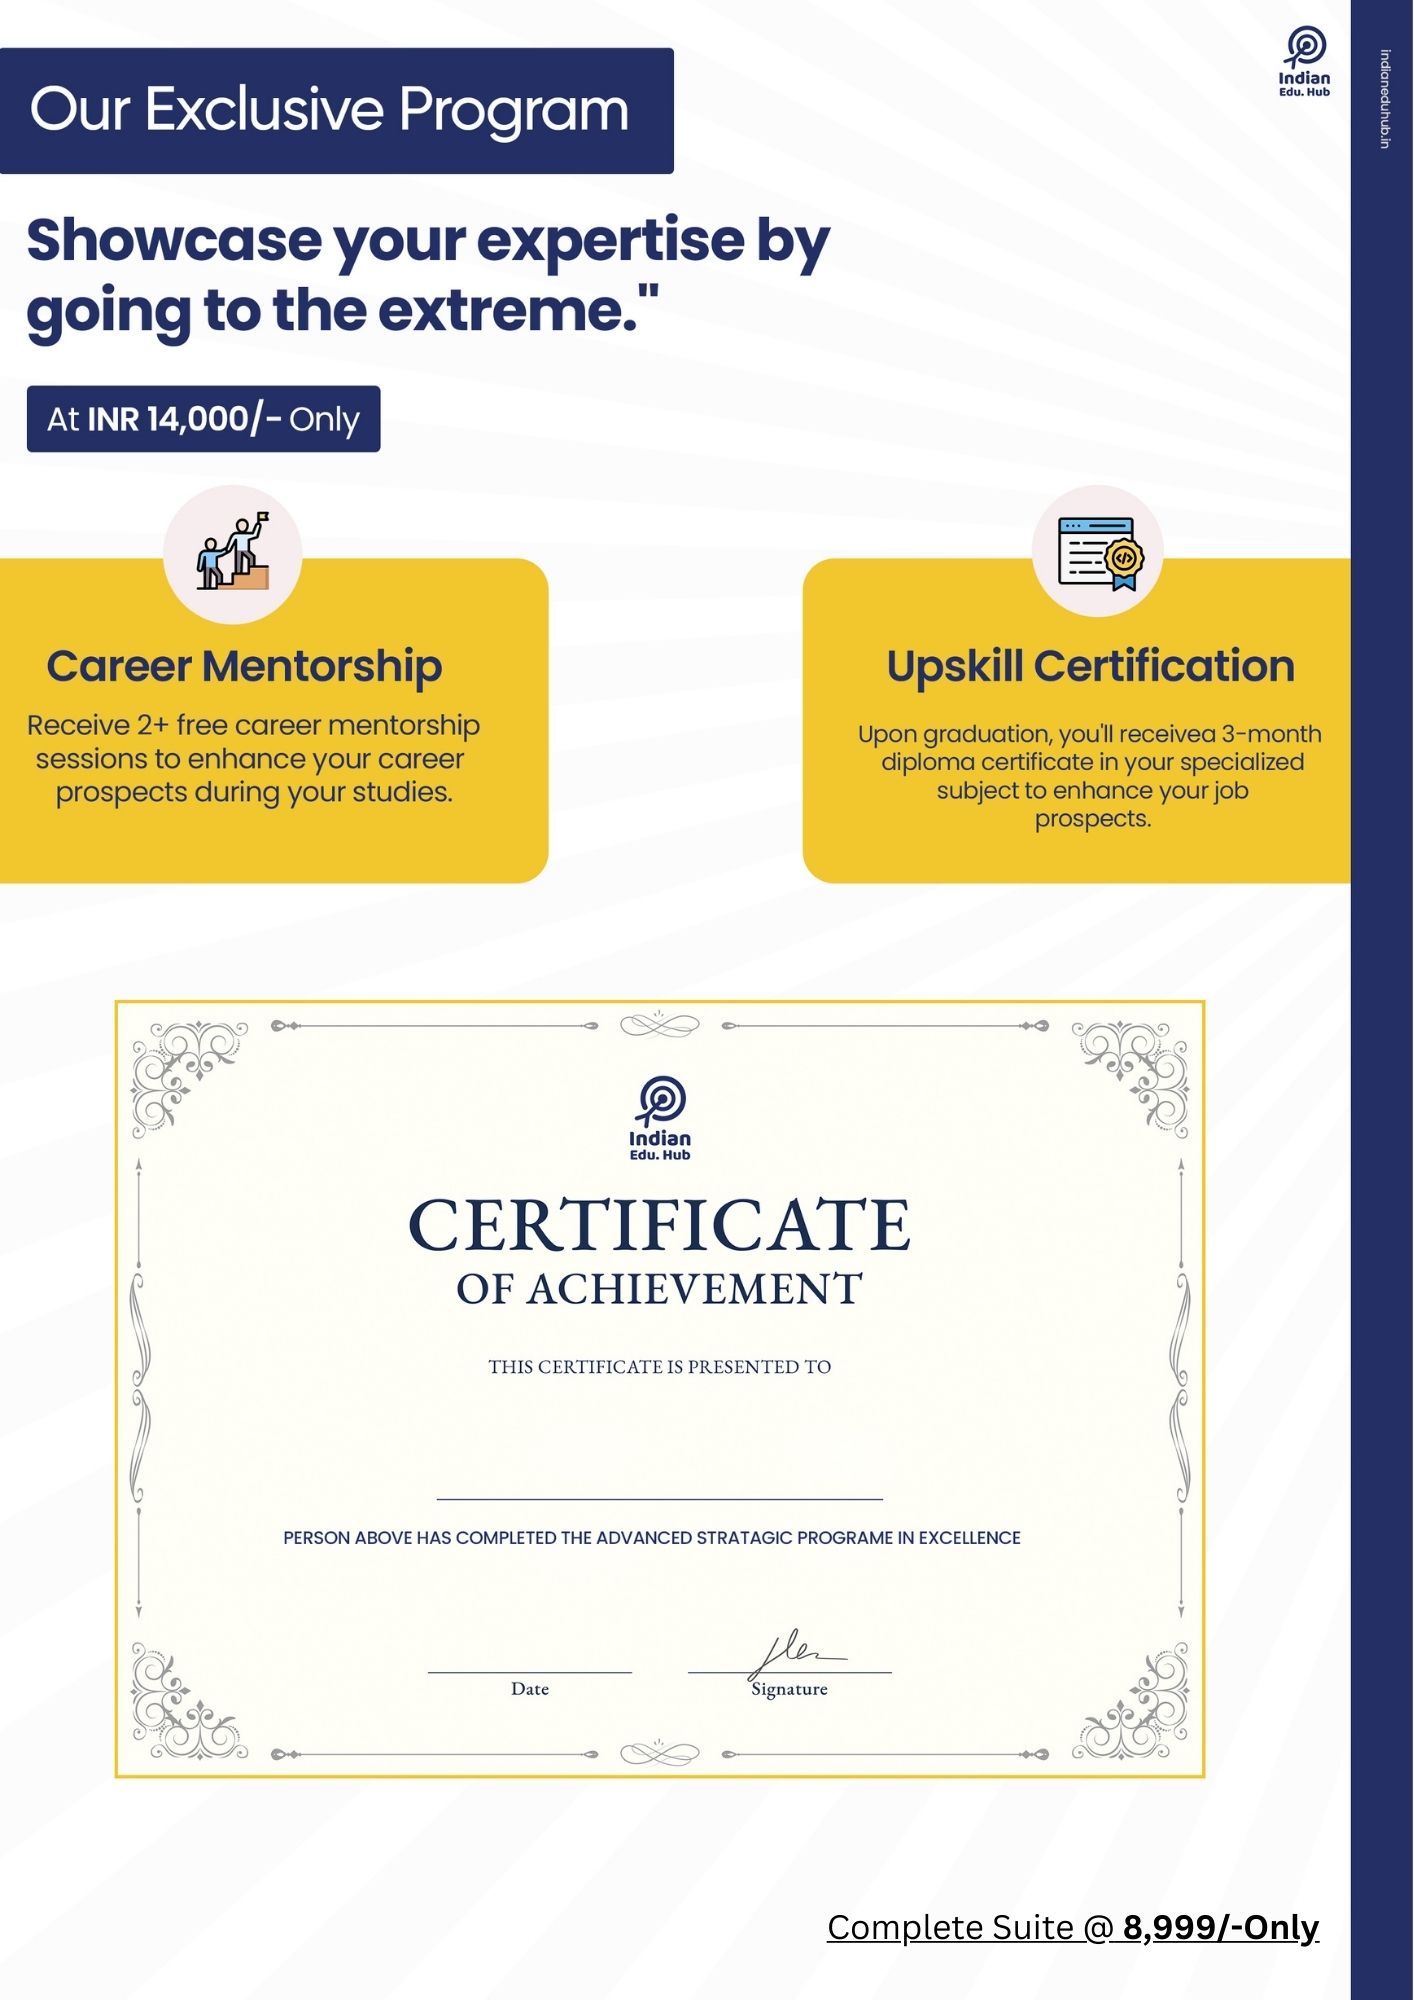 Indian
Edu. Hub
indianeduhub.in
Our Exclusive Program
Showcase your expertise by
going to the extreme."
At INR 14,000/- Only
Career Mentorship
Receive 2+ free career mentorship
sessions to enhance your career
prospects during your studies.
Upskill Certification
Upon graduation, you'll receivea 3-month
diploma certificate in your specialized
subject to enhance your job
prospects.
Indian
Edu. Hub
CERTIFICATE
OF ACHIEVEMENT
THIS CERTIFICATE IS PRESENTED TO
PERSON ABOVE HAS COMPLETED THE ADVANCED STRATAGIC PROGRAME IN EXCELLENCE
Date
Signature
Complete Suite @ 8,999/-Only